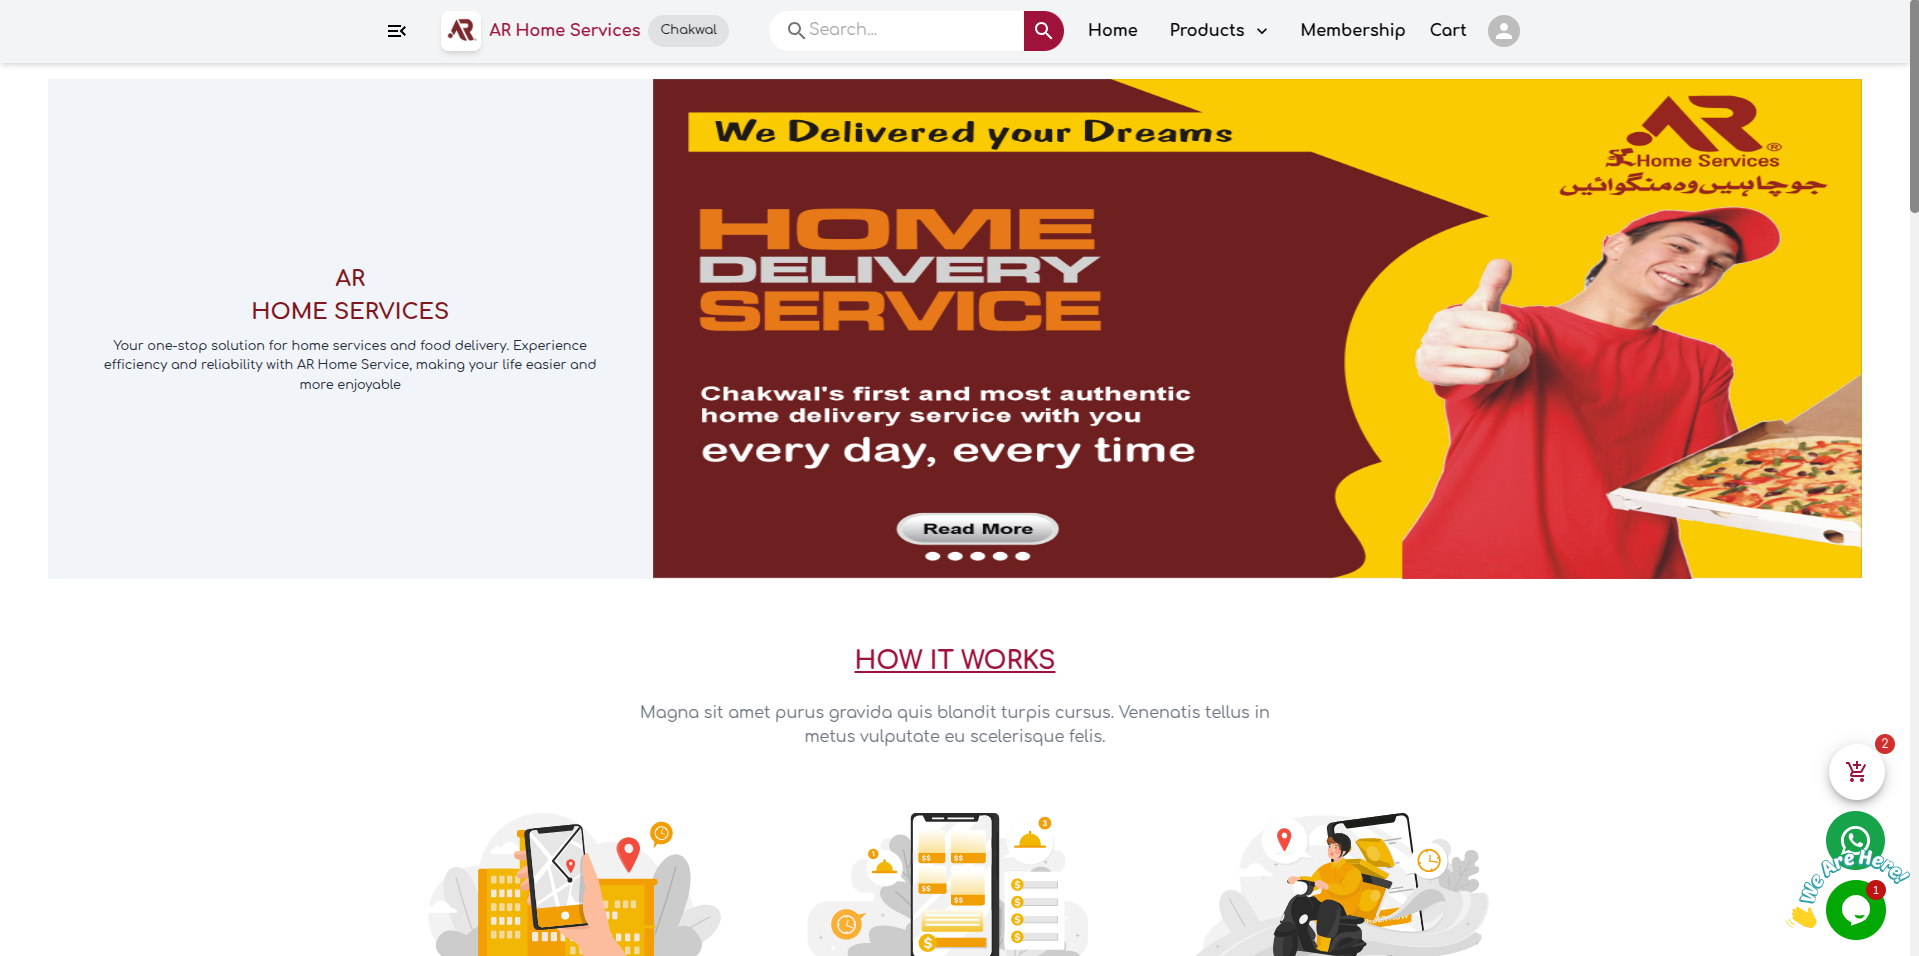 AR Home Services
Chakwal
Search...
Home
Products
Membership
Cart
We Delivered your Dreams
AR®
Home Services
جو چاہیں وہ منگوائیں
HOME
DELIVERY
SERVICE
Chakwal's first and most authentic
home delivery service with you
every day, every time
Read More
AR
HOME SERVICES
Your one-stop solution for home services and food delivery. Experience
efficiency and reliability with AR Home Service, making your life easier and
more enjoyable
HOW IT WORKS
Magna sit amet purus gravida quis blandit turpis cursus. Venenatis tellus in
metus vulputate eu scelerisque felis.
2
We Are Here!
1
1
3
$$
$$
$$
$$
$$
$
$
$
$
$